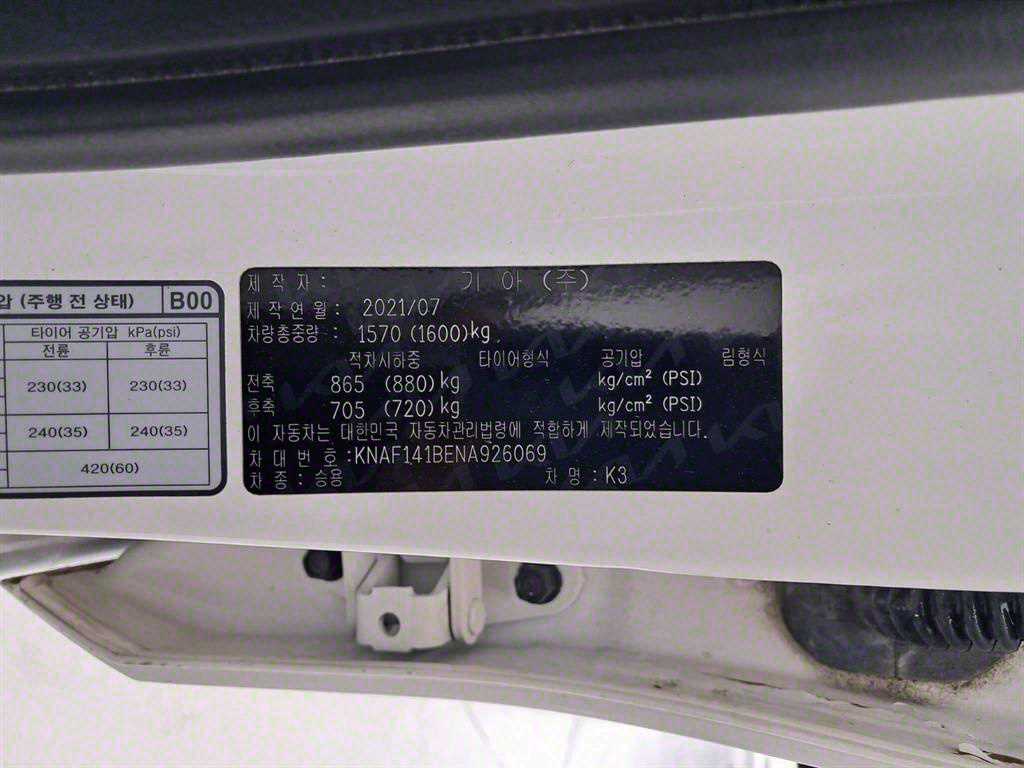 압 (주행 전 상태) B00
타이어 공기압 kPa(psi)
전륜 후륜
230(33) 230(33)
240(35) 240(35)
420(60)
제 작 자 : 기 아 (주)
제 작 연 월 : 2021/07
차량총중량 : 1570 (1600)kg
적차시하중 타이어형식 공기압 림형식
전축 865 (880)kg kg/cm² (PSI)
후축 705 (720)kg kg/cm² (PSI)
이 자동차는 대한민국 자동차관리법령에 적합하게 제작되었습니다.
차 대 번 호 :KNAF141BENA926069
차 종 : 승용 차 명 : K3